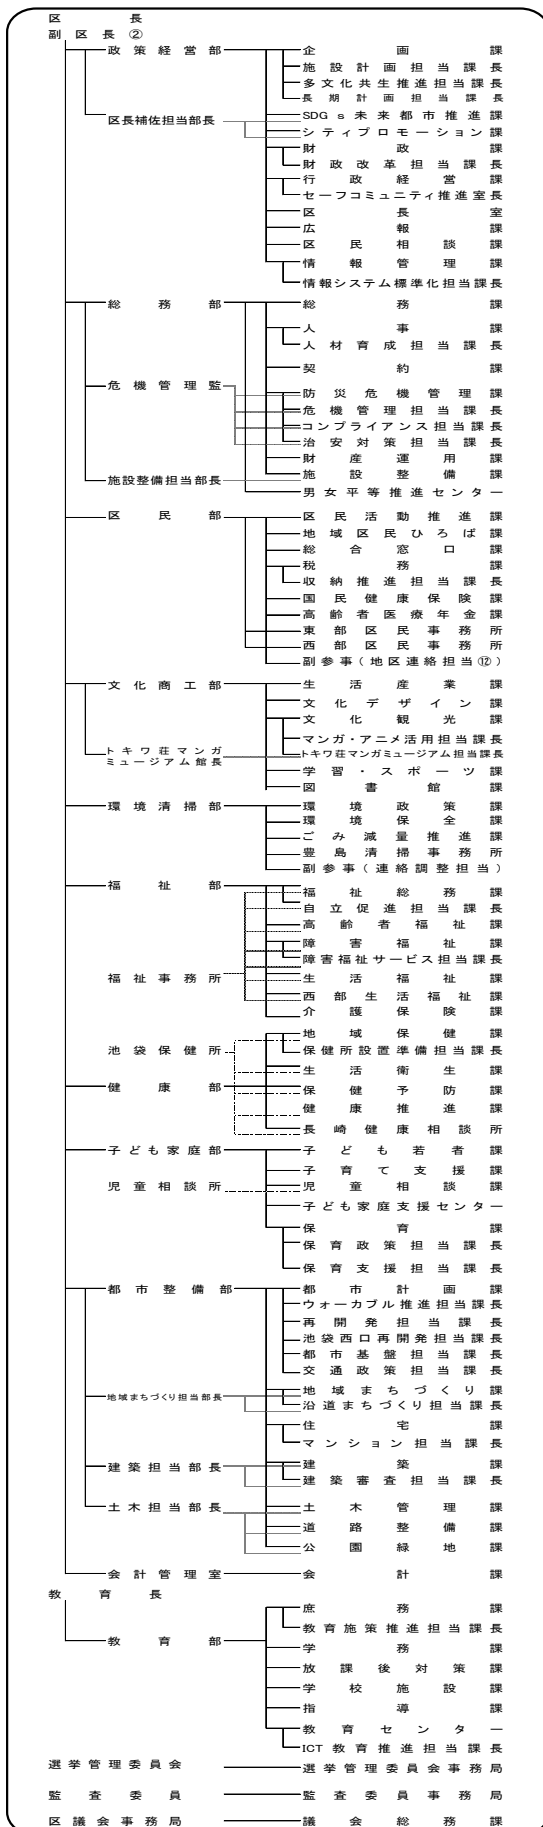 区長
副区長②
政策経営部 企画課
施設計画担当課長
多文化共生推進担当課長
長期計画担当課長
区長補佐担当部長 SDGs未来都市推進課
シティプロモーション課
財政課
財政改革担当課長
行政経営課
セーフコミュニティ推進室長
区長室
広報課
区民相談課
情報管理課
情報システム標準化担当課長
総務部 総務課
人事課
人材育成担当課長
契約課
危機管理監 防災危機管理課
危機管理担当課長
コンプライアンス担当課長
治安対策担当課長
財産運用課
施設整備担当部長 施設整備課
男女平等推進センター
区民部 区民活動推進課
地域区民ひろば課
総合窓口課
税務課
収納推進担当課長
国民健康保険課
高齢者医療年金課
東部区民事務所
西部区民事務所
副参事(地区連絡担当⑫)
文化商工部 生活産業課
文化デザイン課
文化観光課
マンガ・アニメ活用担当課長
トキワ荘マンガミュージアム館長 トキワ荘マンガミュージアム担当課長
学習・スポーツ課
図書館課
環境清掃部 環境政策課
環境保全課
ごみ減量推進課
豊島清掃事務所
副参事(連絡調整担当)
福祉部 福祉総務課
自立促進担当課長
高齢者福祉課
障害福祉課
障害福祉サービス担当課長
福祉事務所 生活福祉課
西部生活福祉課
介護保険課
地域保健課
池袋保健所 保健所設置準備担当課長
生活衛生課
健康部 保健予防課
健康推進課
長崎健康相談所
子ども家庭部 子ども若者課
子育て支援課
児童相談所 児童相談課
子ども家庭支援センター
保育課
保育政策担当課長
保育支援担当課長
都市整備部 都市計画課
ウォーカブル推進担当課長
再開発担当課長
池袋西口再開発担当課長
都市基盤担当課長
交通政策担当課長
地域まちづくり担当部長 地域まちづくり課
沿道まちづくり担当課長
住宅課
マンション担当課長
建築担当部長 建築課
建築審査担当課長
土木担当部長 土木管理課
道路整備課
公園緑地課
会計管理室 会計課
教育長
庶務課
教育施策推進担当課長
教育部 学務課
放課後対策課
学校施設課
指導課
教育センター
ICT教育推進担当課長
選挙管理委員会 選挙管理委員会事務局
監査委員 監査委員事務局
区議会事務局 議会総務課